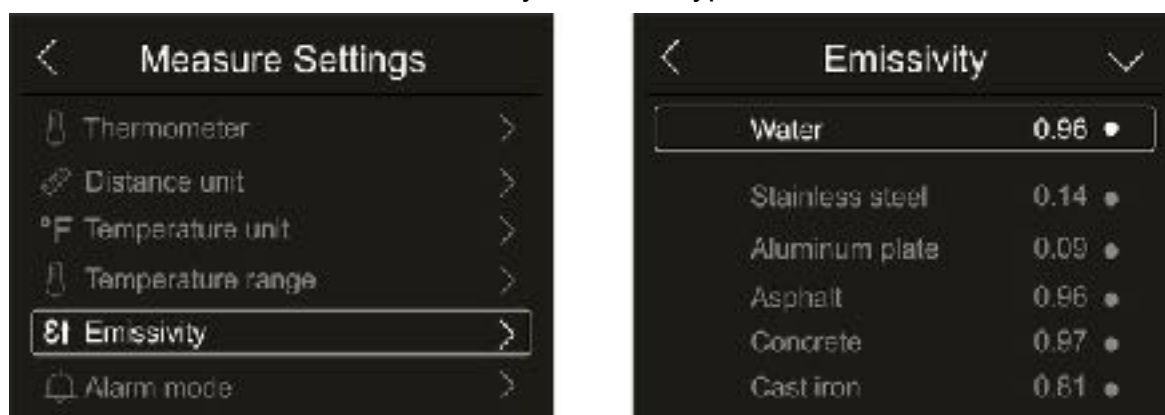 Measure Settings
Thermometer
Distance unit
°F Temperature unit
Temperature range
Emissivity
Alarm mode
Emissivity
Water 0.96
Stainless steel 0.14
Aluminum plate 0.09
Asphalt 0.96
Concrete 0.97
Cast iron 0.81